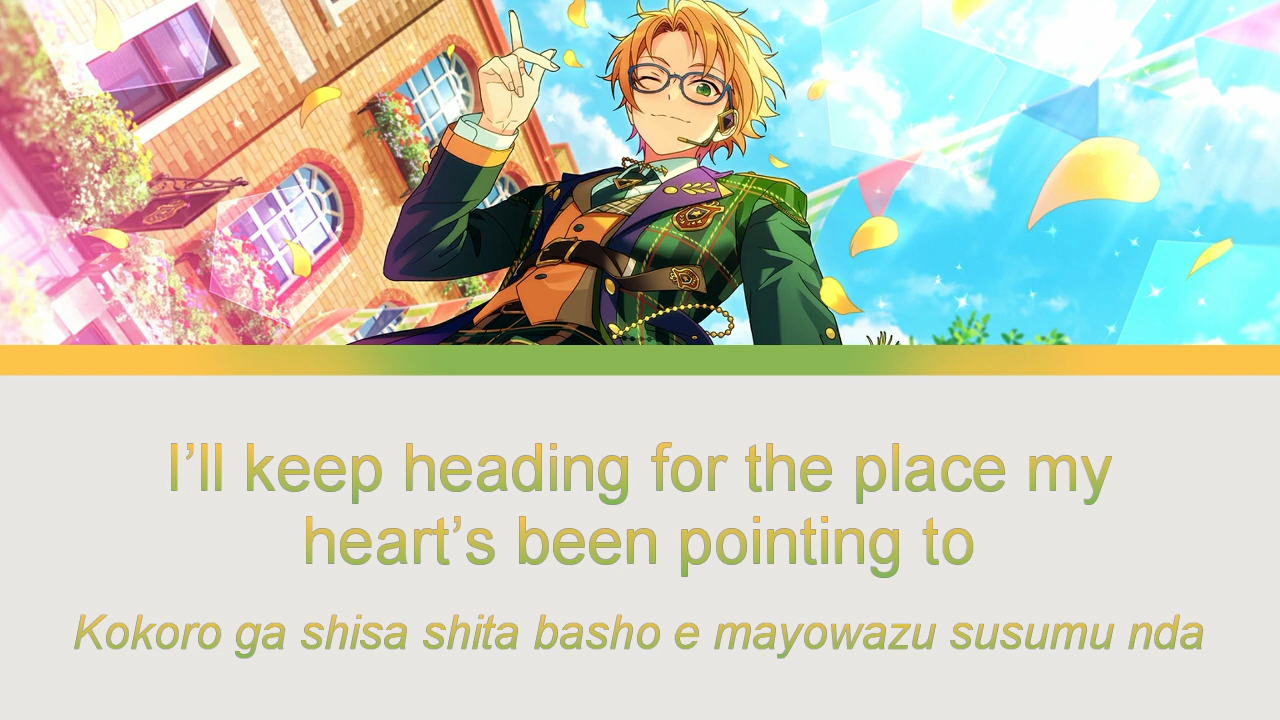 I’ll keep heading for the place my
heart’s been pointing to
Kokoro ga shisa shita basho e mayowazu susumu nda